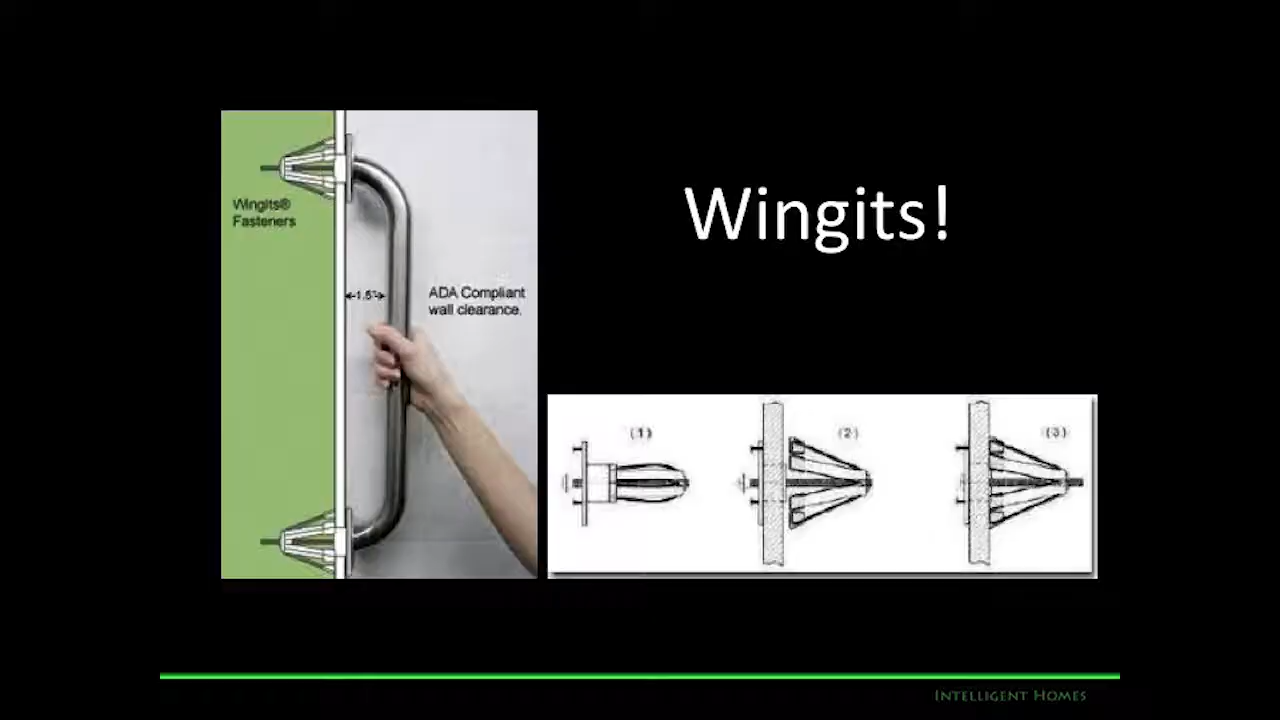 Wingits!
Wingits®
Fasteners
1.5"
ADA Compliant
wall clearance.
(1)
(2)
(3)
INTELLIGENT HOMES